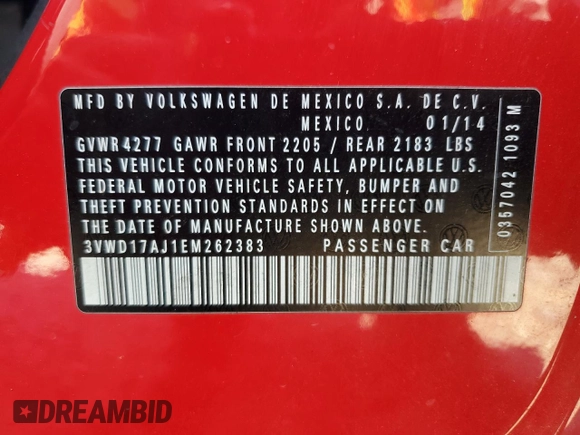 MFD BY VOLKSWAGEN DE MEXICO S.A. DE C.V.
MEXICO. 01/14
GVWR 4277 GAWR FRONT 2205 / REAR 2183 LBS
THIS VEHICLE CONFORMS TO ALL APPLICABLE U.S.
FEDERAL MOTOR VEHICLE SAFETY, BUMPER AND
THEFT PREVENTION STANDARDS IN EFFECT ON
THE DATE OF MANUFACTURE SHOWN ABOVE.
3VWD17AJ1EM262383 PASSENGER CAR
0357042 1093 M
DREAMBID